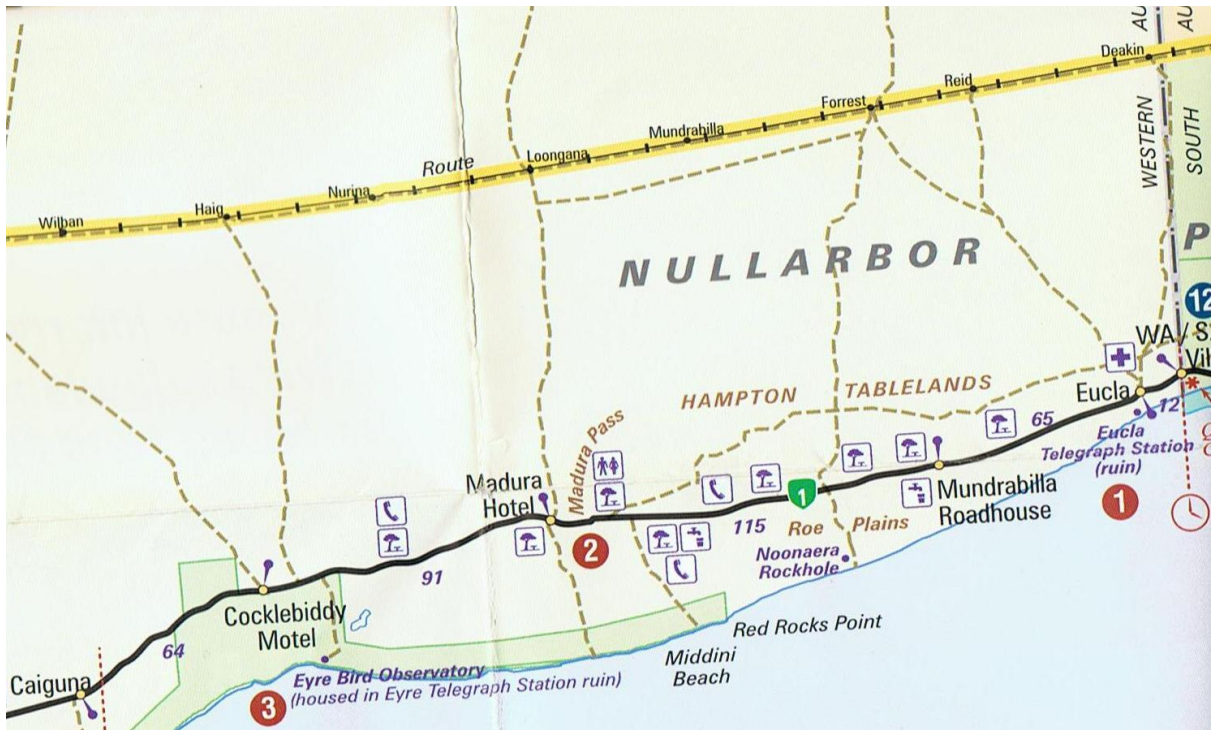 AU
AU
Deakin
Reid
Forrest
WESTERN
SOUTH
Mundrabilla
Loongana
Route
Nurina
Haig
Wilban
NULLARBOR
P
12
WA / S
Vil
HAMPTON TABLELANDS
Eucla
12
65
Eucla
Telegraph Station
(ruin)
1
Madura Pass
Madura
Hotel
2
1
115
Roe Plains
Mundrabilla
Roadhouse
Noonaera
Rockhole
91
Cocklebiddy
Motel
64
Red Rocks Point
Middini
Beach
Caiguna
Eyre Bird Observatory
(housed in Eyre Telegraph Station ruin)
3